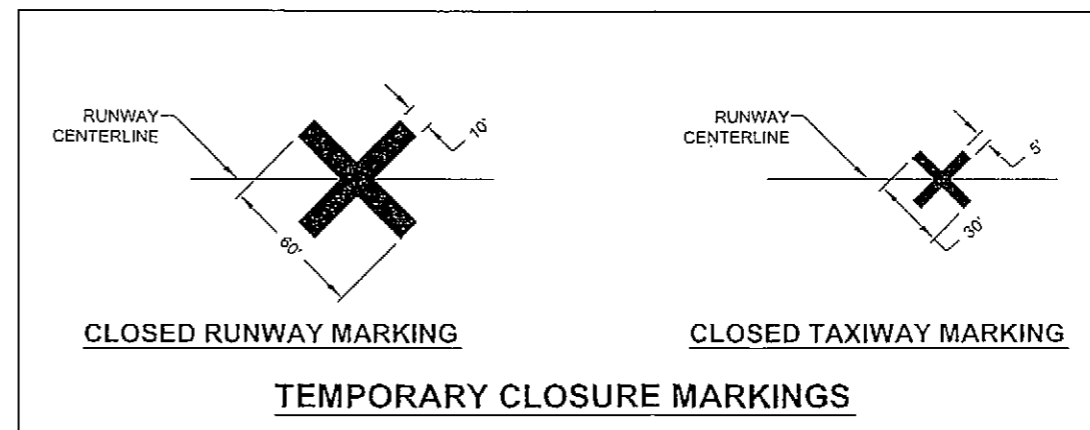 RUNWAY
CENTERLINE
10'
60'
CLOSED RUNWAY MARKING
RUNWAY
CENTERLINE
5'
30'
CLOSED TAXIWAY MARKING
TEMPORARY CLOSURE MARKINGS